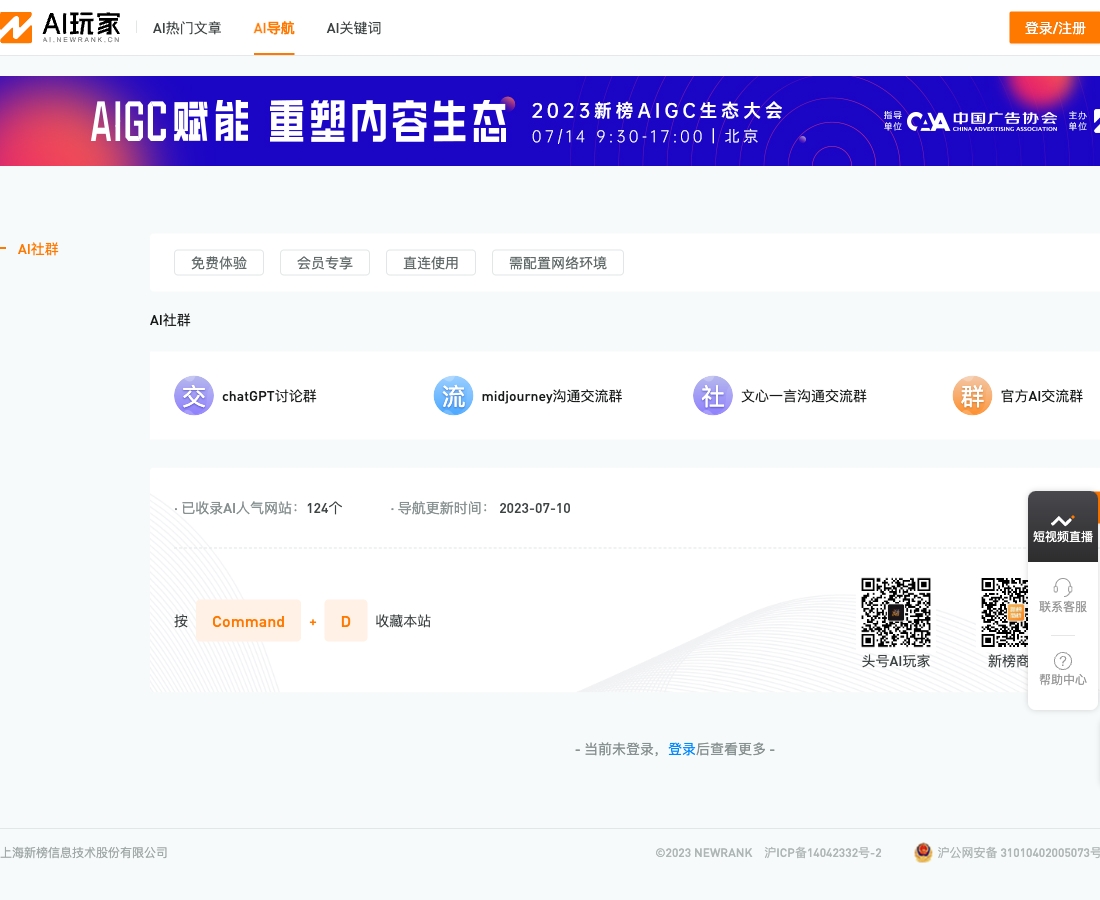 AI玩家
AI.NEWRANK.CN
AI热门文章
AI导航
AI关键词
登录/注册
AIGC赋能 重塑内容生态
2023新榜AIGC生态大会
07/14 9:30-17:00 | 北京
指导单位
CAA 中国广告协会
CHINA ADVERTISING ASSOCIATION
主办单位
AI社群
免费体验
会员专享
直连使用
需配置网络环境
AI社群
交 chatGPT讨论群
流 midjourney沟通交流群
社 文心一言沟通交流群
群 官方AI交流群
· 已收录AI人气网站： 124个
· 导航更新时间： 2023-07-10
按 Command + D 收藏本站
头号AI玩家
新榜商
短视频直播
联系客服
帮助中心
- 当前未登录，登录后查看更多 -
上海新榜信息技术股份有限公司
©2023 NEWRANK
沪ICP备14042332号-2
沪公网安备 31010402005073号